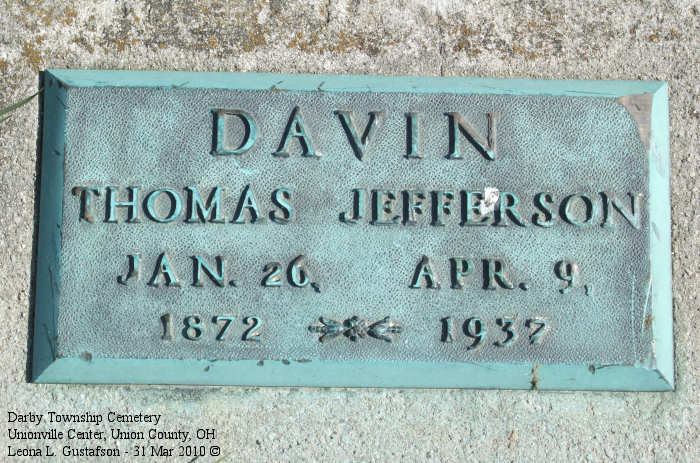 DAVIN
THOMAS JEFFERSON
JAN. 26, APR. 9,
1872 1937
Darby Township Cemetery
Unionville Center, Union County, OH
Leona L. Gustafson - 31 Mar 2010 ©